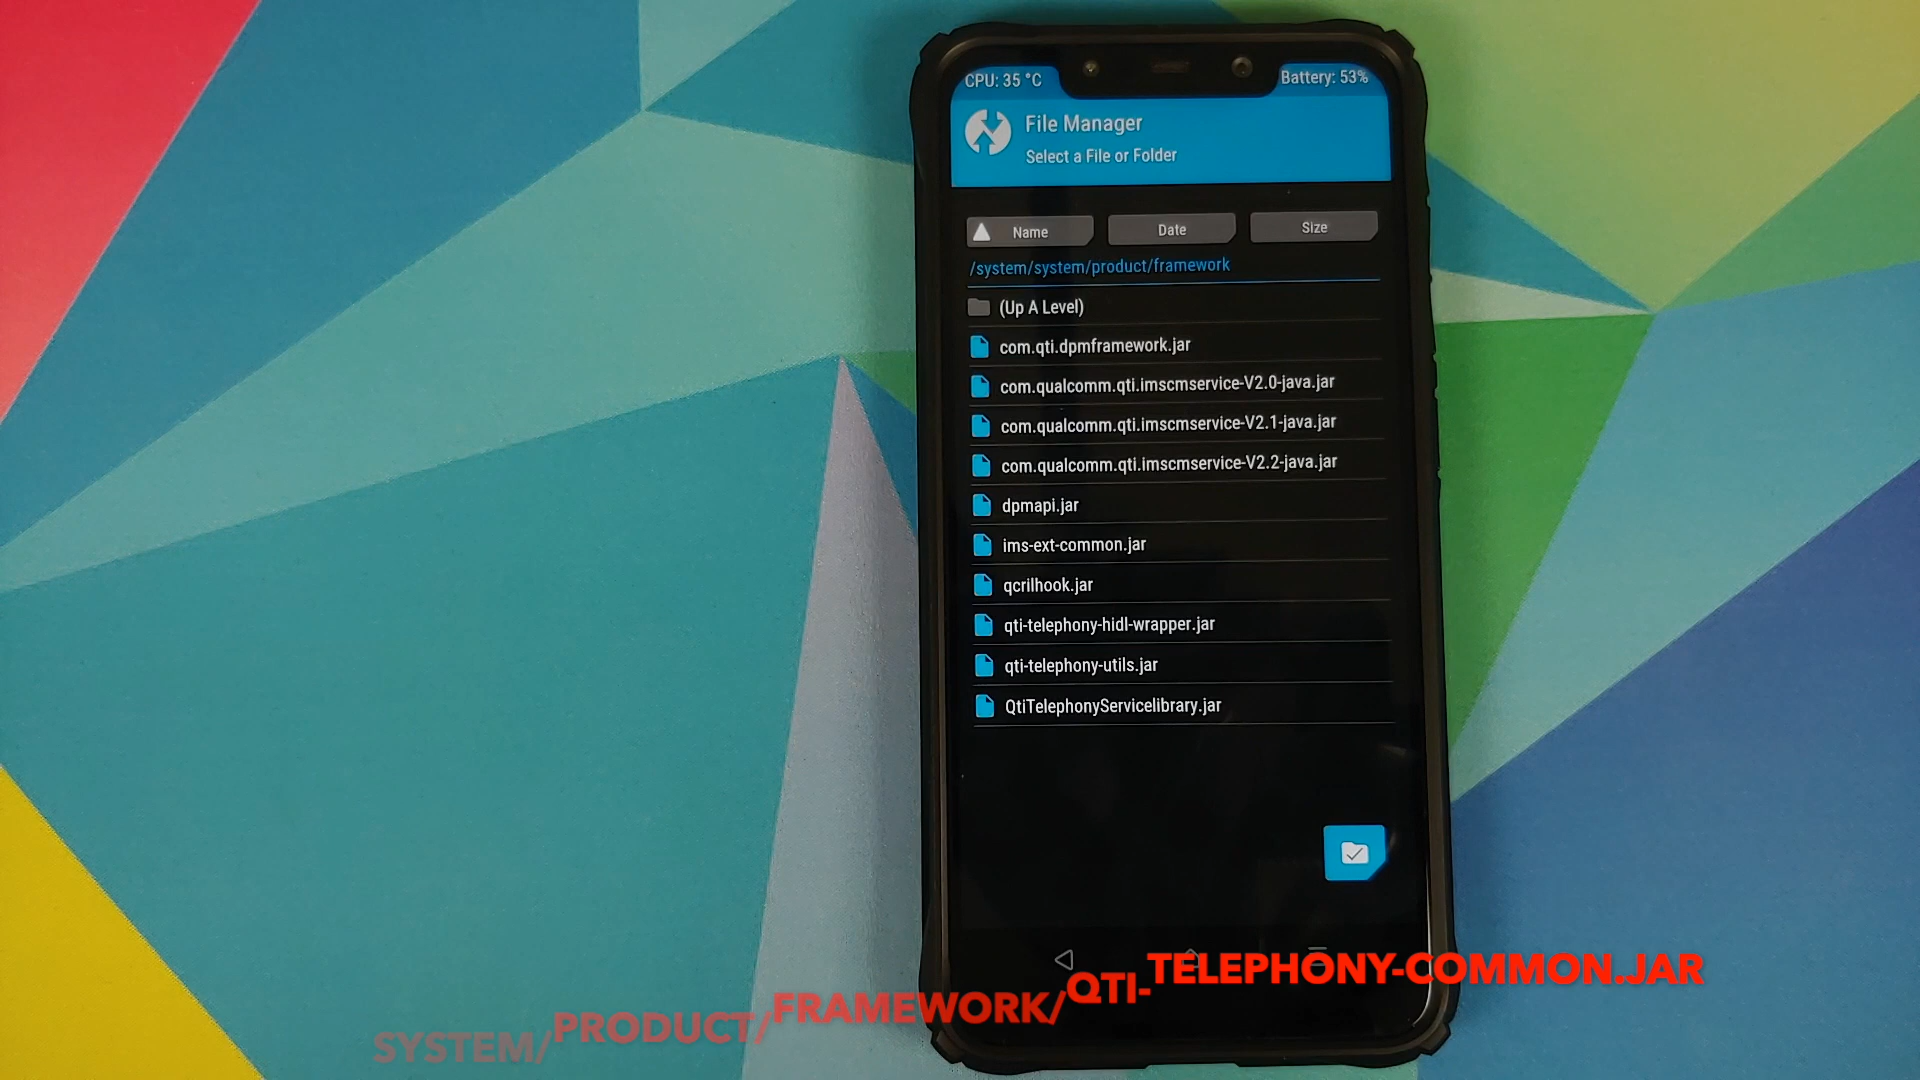 CPU: 35 °C
Battery: 53%
File Manager
Select a File or Folder
Name
Date
Size
/system/system/product/framework
(Up A Level)
com.qti.dpmframework.jar
com.qualcomm.qti.imscmservice-V2.0-java.jar
com.qualcomm.qti.imscmservice-V2.1-java.jar
com.qualcomm.qti.imscmservice-V2.2-java.jar
dpmapi.jar
ims-ext-common.jar
qcrilhook.jar
qti-telephony-hidl-wrapper.jar
qti-telephony-utils.jar
QtiTelephonyServicelibrary.jar
SYSTEM/PRODUCT/FRAMEWORK/QTI-TELEPHONY-COMMON.JAR